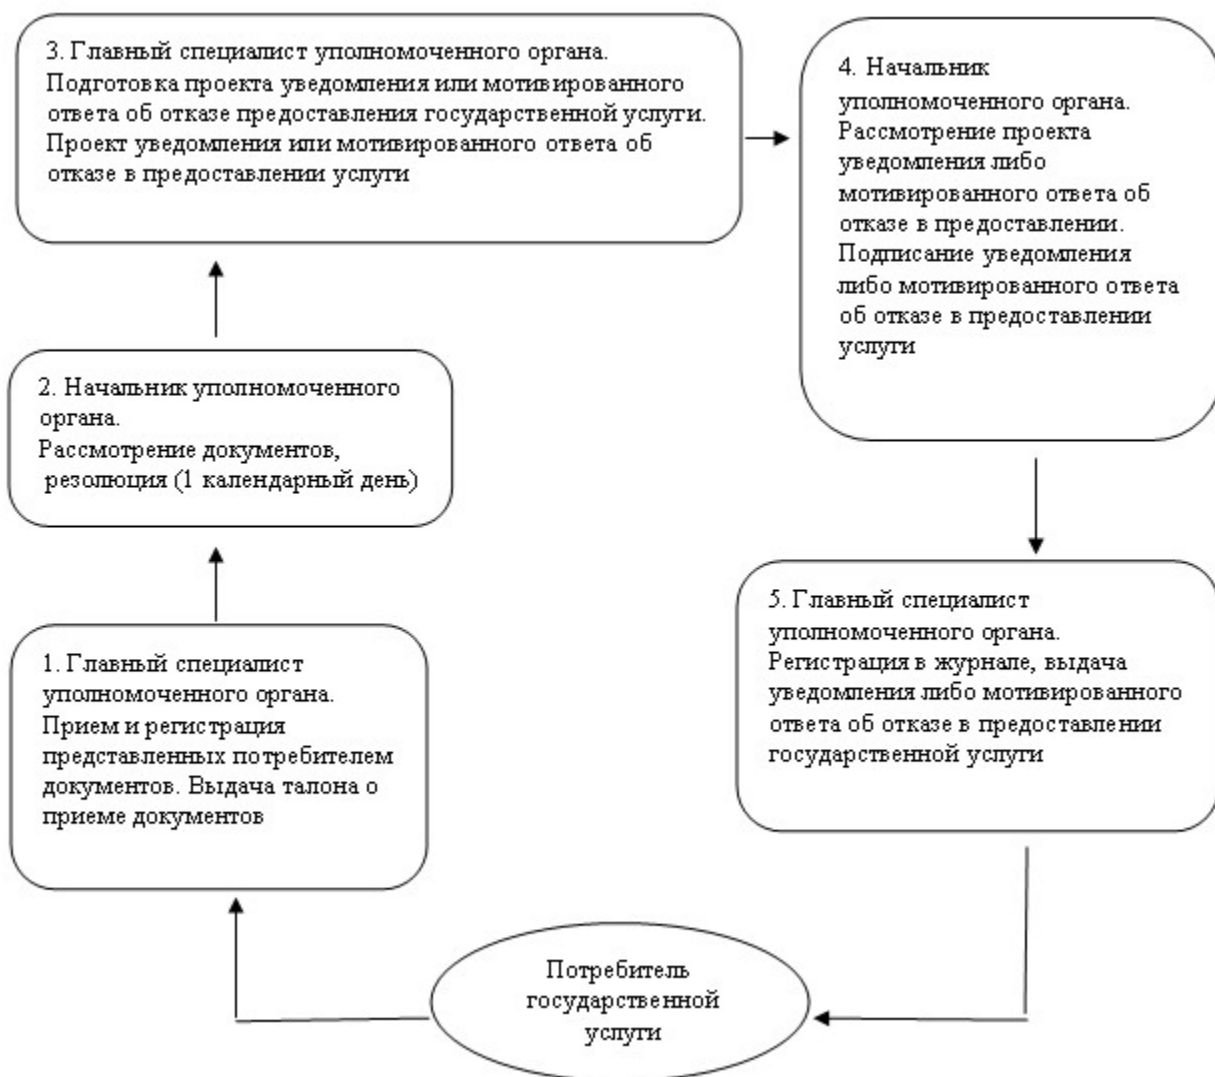 3. Главный специалист уполномоченного органа.
Подготовка проекта уведомления или мотивированного
ответа об отказе предоставления государственной услуги.
Проект уведомления или мотивированного ответа об
отказе в предоставлении услуги
4. Начальник
уполномоченного органа.
Рассмотрение проекта
уведомления либо
мотивированного ответа об
отказе в предоставлении.
Подписание уведомления
либо мотивированного ответа
об отказе в предоставлении
услуги
2. Начальник уполномоченного
органа.
Рассмотрение документов,
резолюция (1 календарный день)
5. Главный специалист
уполномоченного органа.
Регистрация в журнале, выдача
уведомления либо мотивированного
ответа об отказе в предоставлении
государственной услуги
1. Главный специалист
уполномоченного органа.
Прием и регистрация
представленных потребителем
документов. Выдача талона о
приеме документов
Потребитель
государственной
услуги